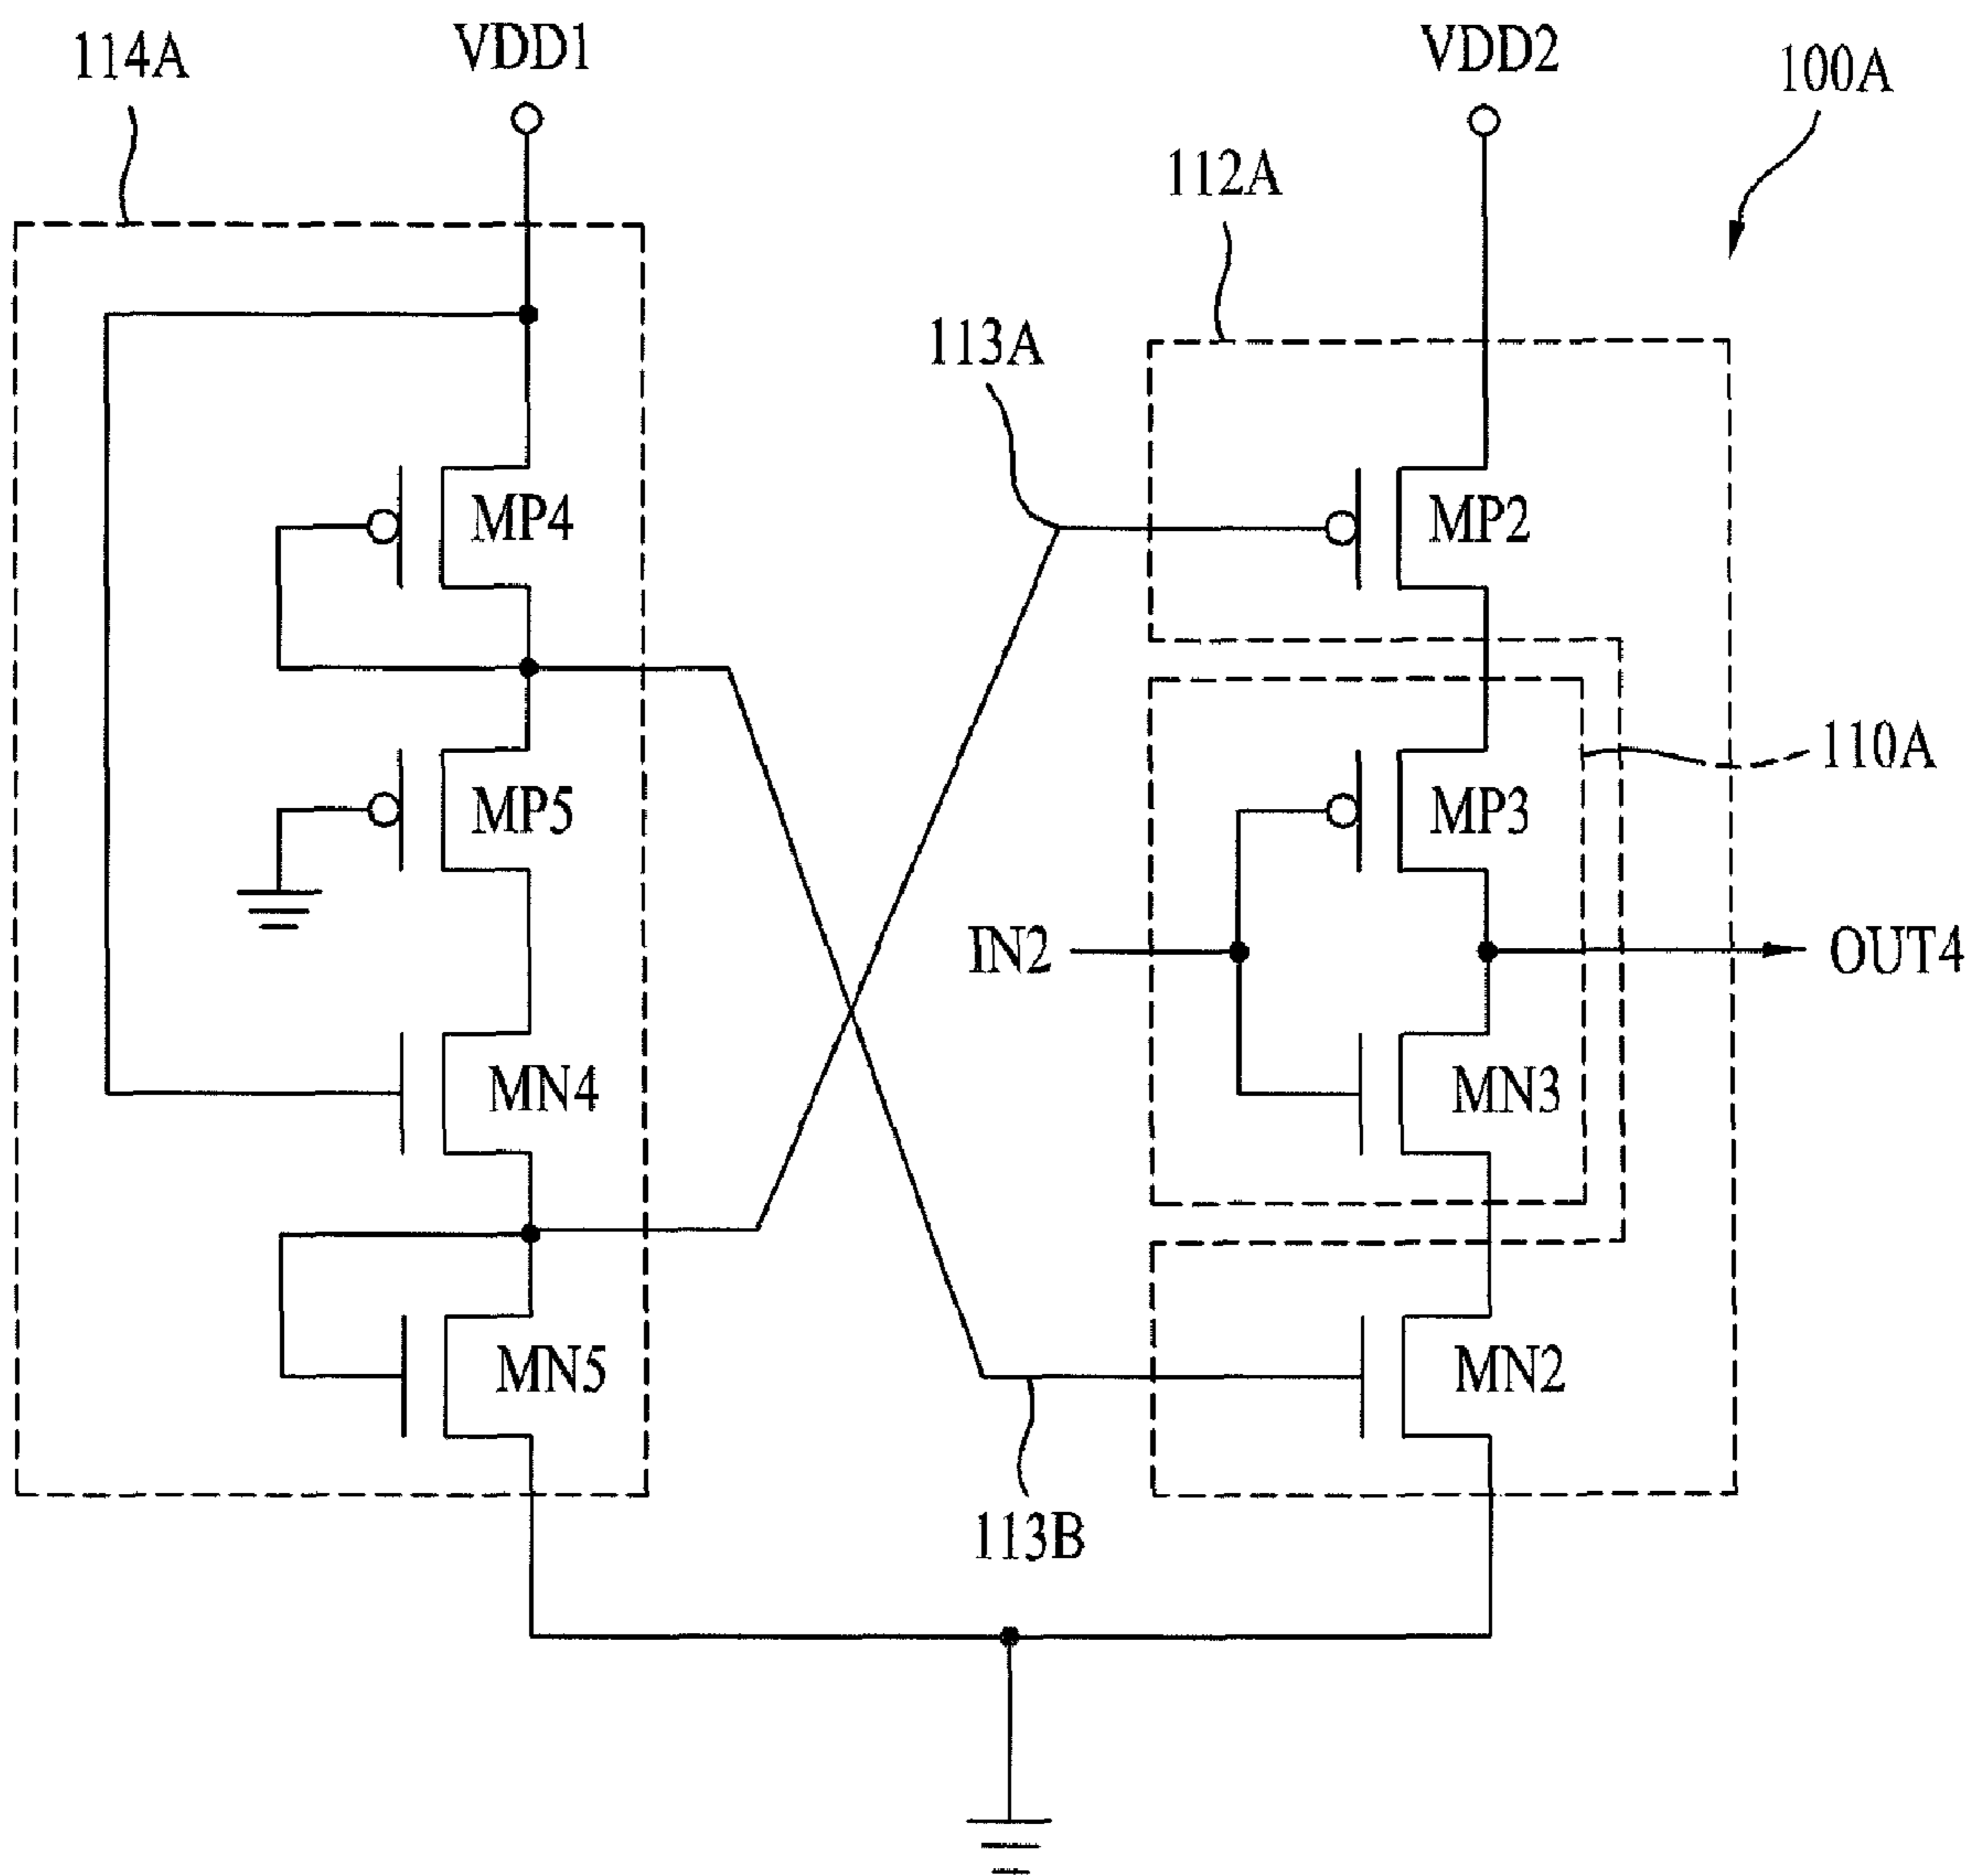 114A
VDD1
VDD2
100A
112A
113A
MP4
MP2
110A
MP5
MP3
IN2
OUT4
MN4
MN3
MN5
MN2
113B